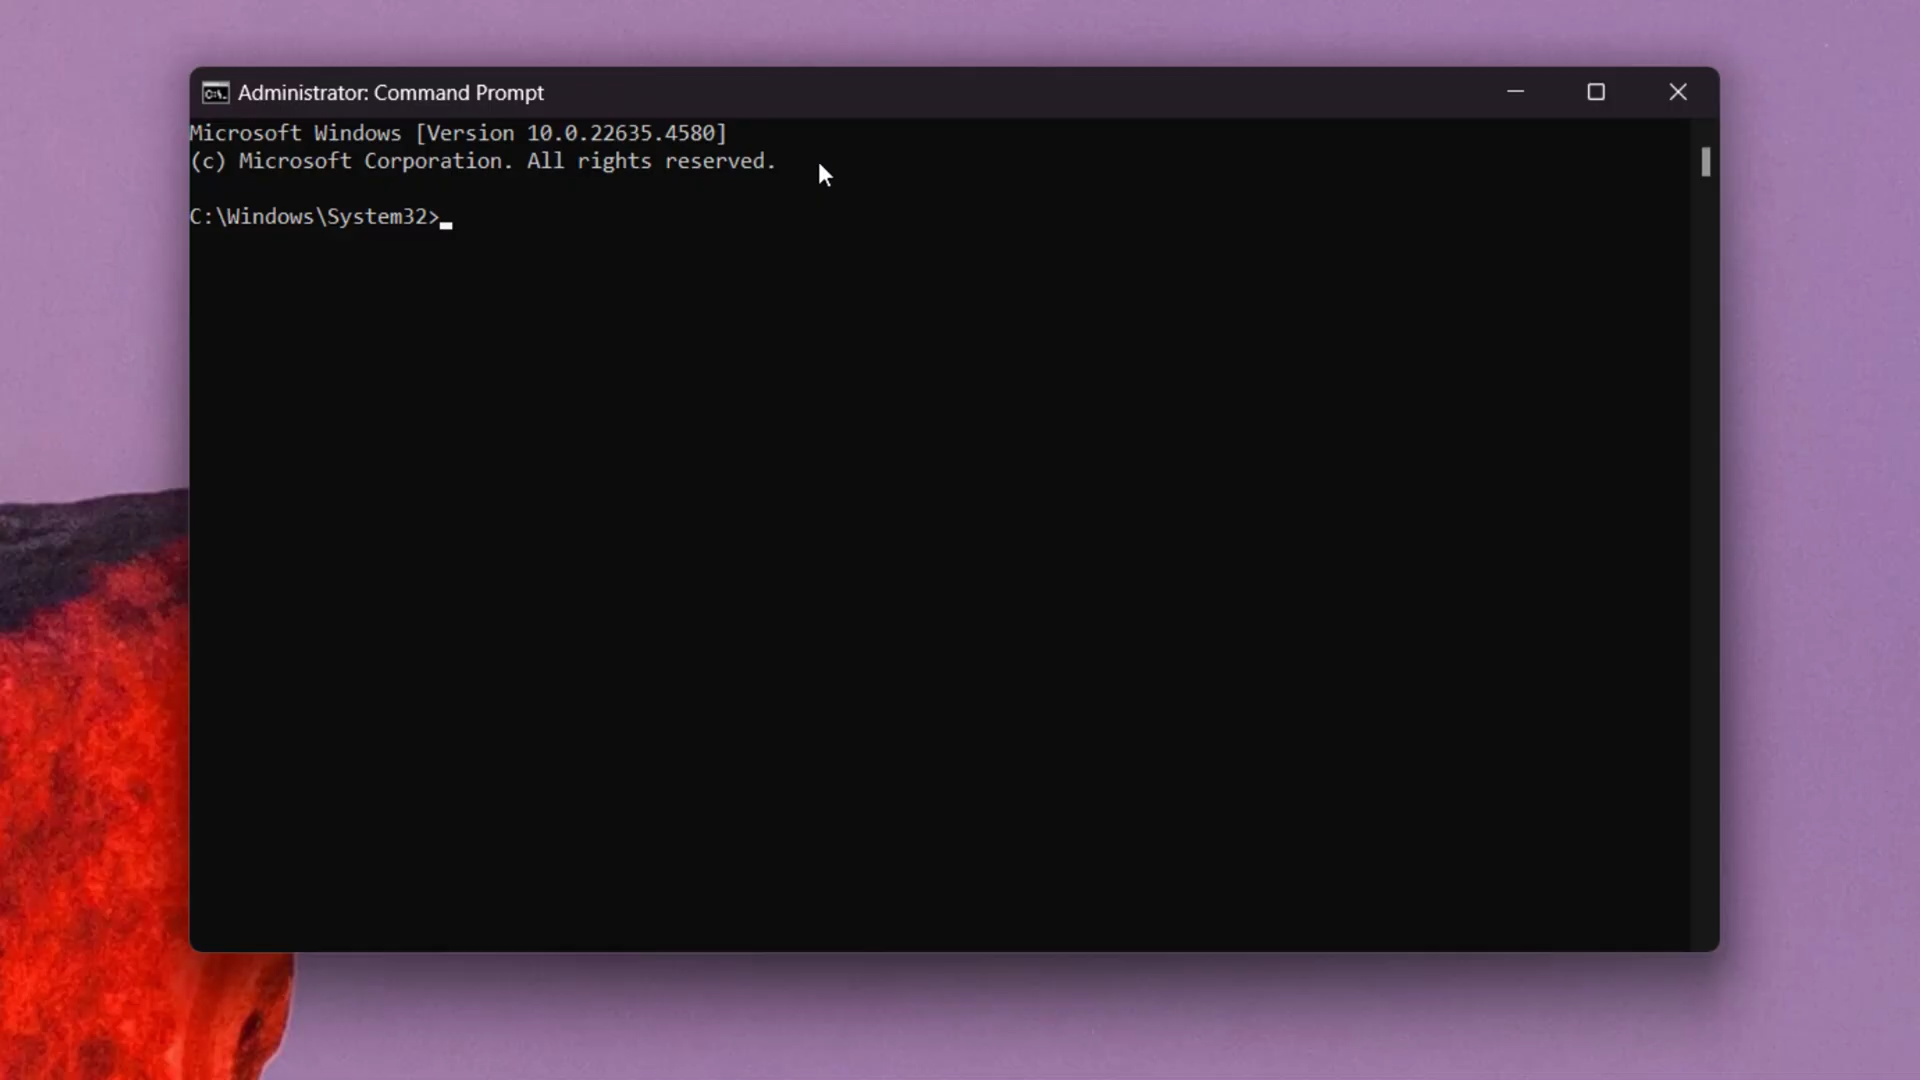 Administrator: Command Prompt
Microsoft Windows [Version 10.0.22635.4580]
(c) Microsoft Corporation. All rights reserved.
C:\Windows\System32>